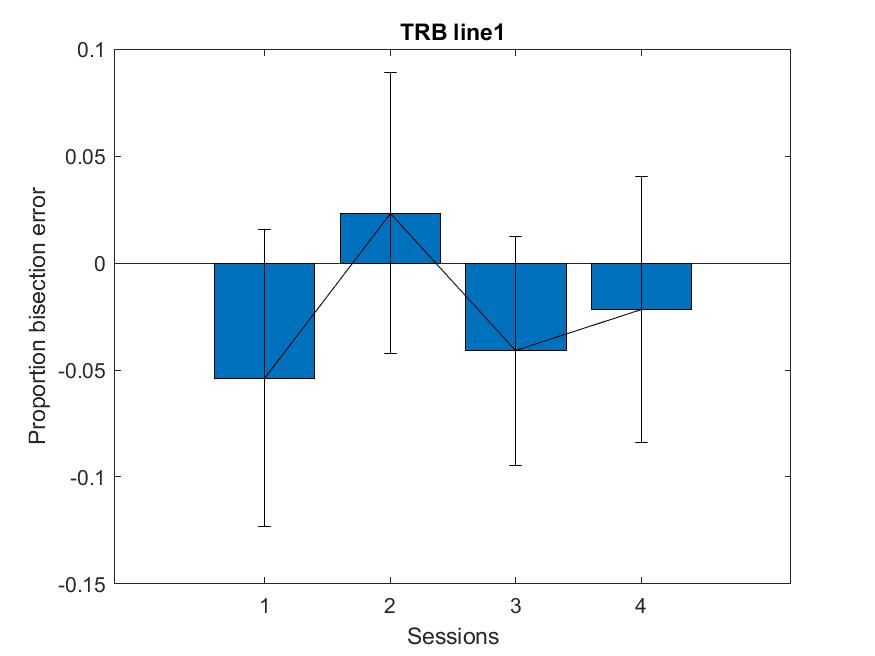 TRB line1
0.1
0.05
0
-0.05
-0.1
-0.15
Proportion bisection error
1 2 3 4
Sessions